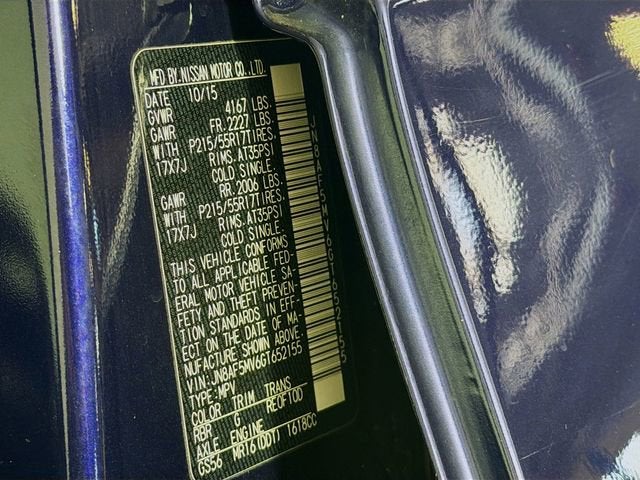 MFD BY.NISSAN MOTOR CO.,LTD.
DATE 10/15
GVWR 4167 LBS.
GAWR FR. 2227 LBS.
WITH P215/55R17TIRES.
17X7J RIMS. AT35PSI
COLD SINGLE.
GAWR RR. 2006 LBS.
WITH P215/55R17TIRES.
17X7J RIMS. AT35PSI
COLD SINGLE.
THIS VEHICLE CONFORMS
TO ALL APPLICABLE FED-
ERAL MOTOR VEHICLE SA-
FETY AND THEFT PREVEN-
TION STANDARDS IN EFF-
ECT ON THE DATE OF MA-
NUFACTURE SHOWN ABOVE.
VIN: JN8AF5MV6GT652155
TYPE: MPV
COLOR TRIM TRANS
RBR G RE0F10D
AXLE ENGINE
GS56 MR16(DDT) 1618CC
JN8AF5MV6GT652155